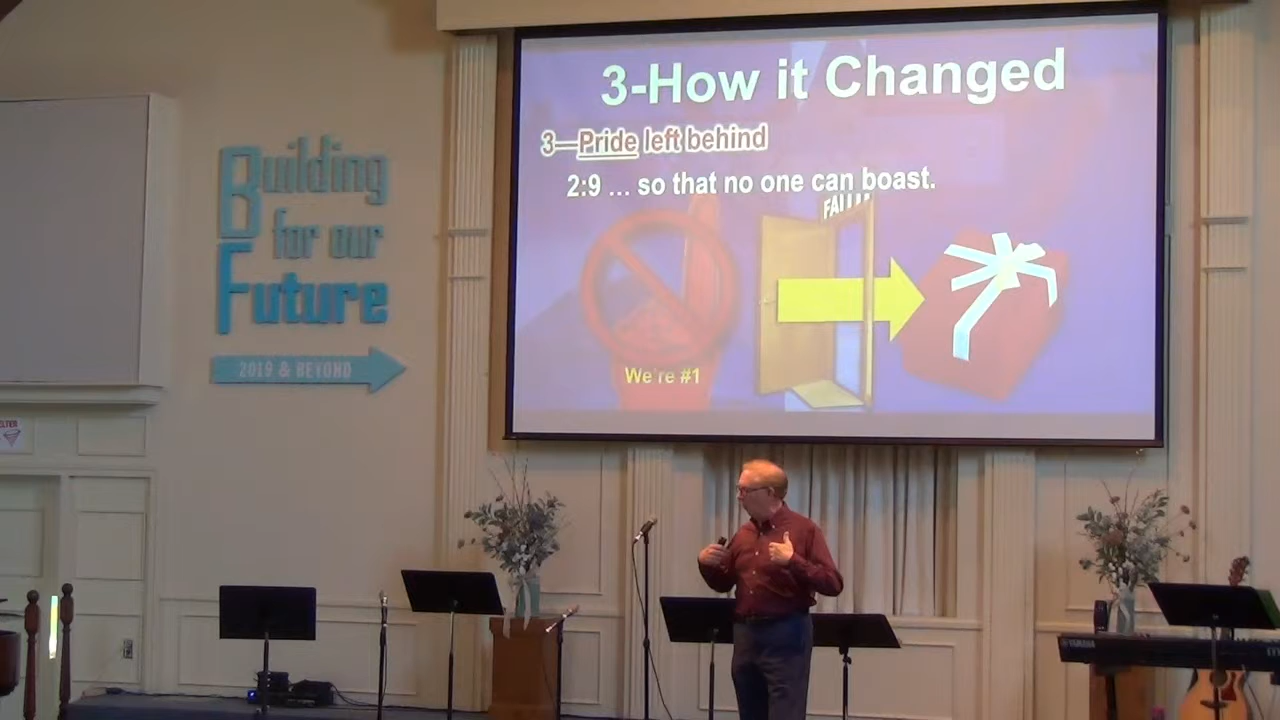 Building
for our
Future
2019 & BEYOND
3-How it Changed
3—Pride left behind
2:9 ... so that no one can boast.
We're #1
YAMAHA